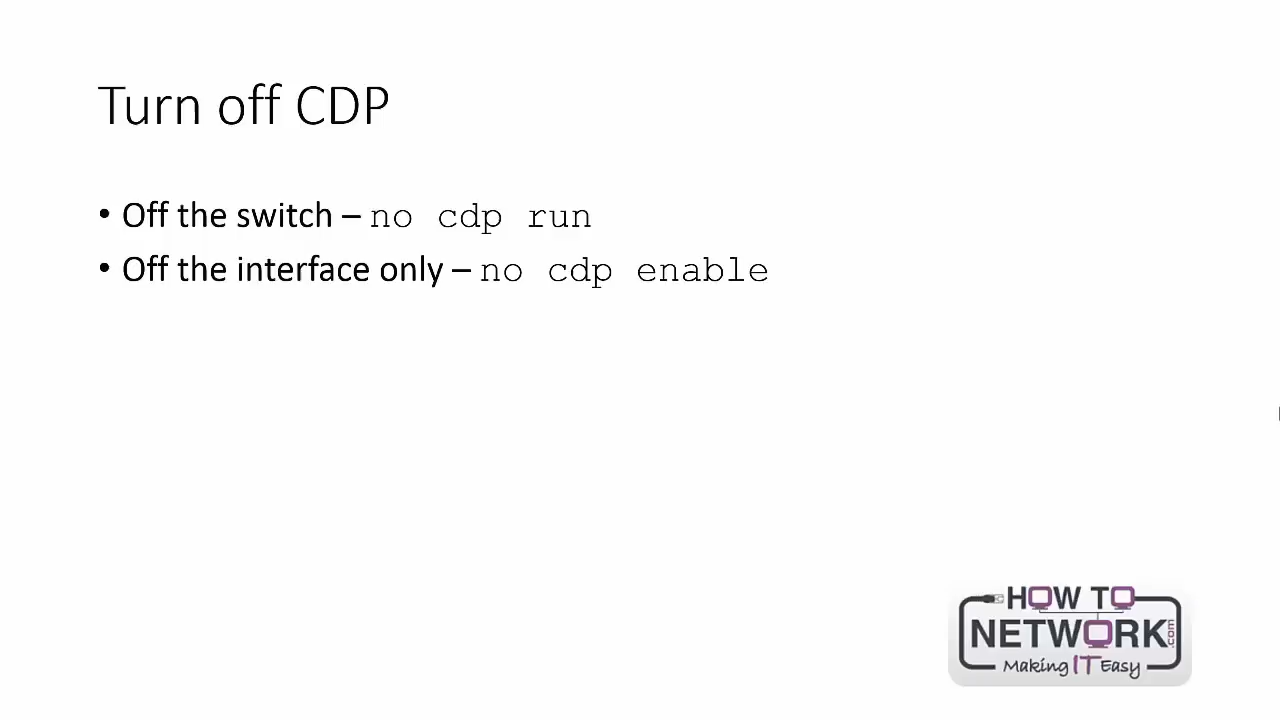 Turn off CDP
• Off the switch – no cdp run
• Off the interface only – no cdp enable
HOW TO
NETWORK.com
Making IT Easy